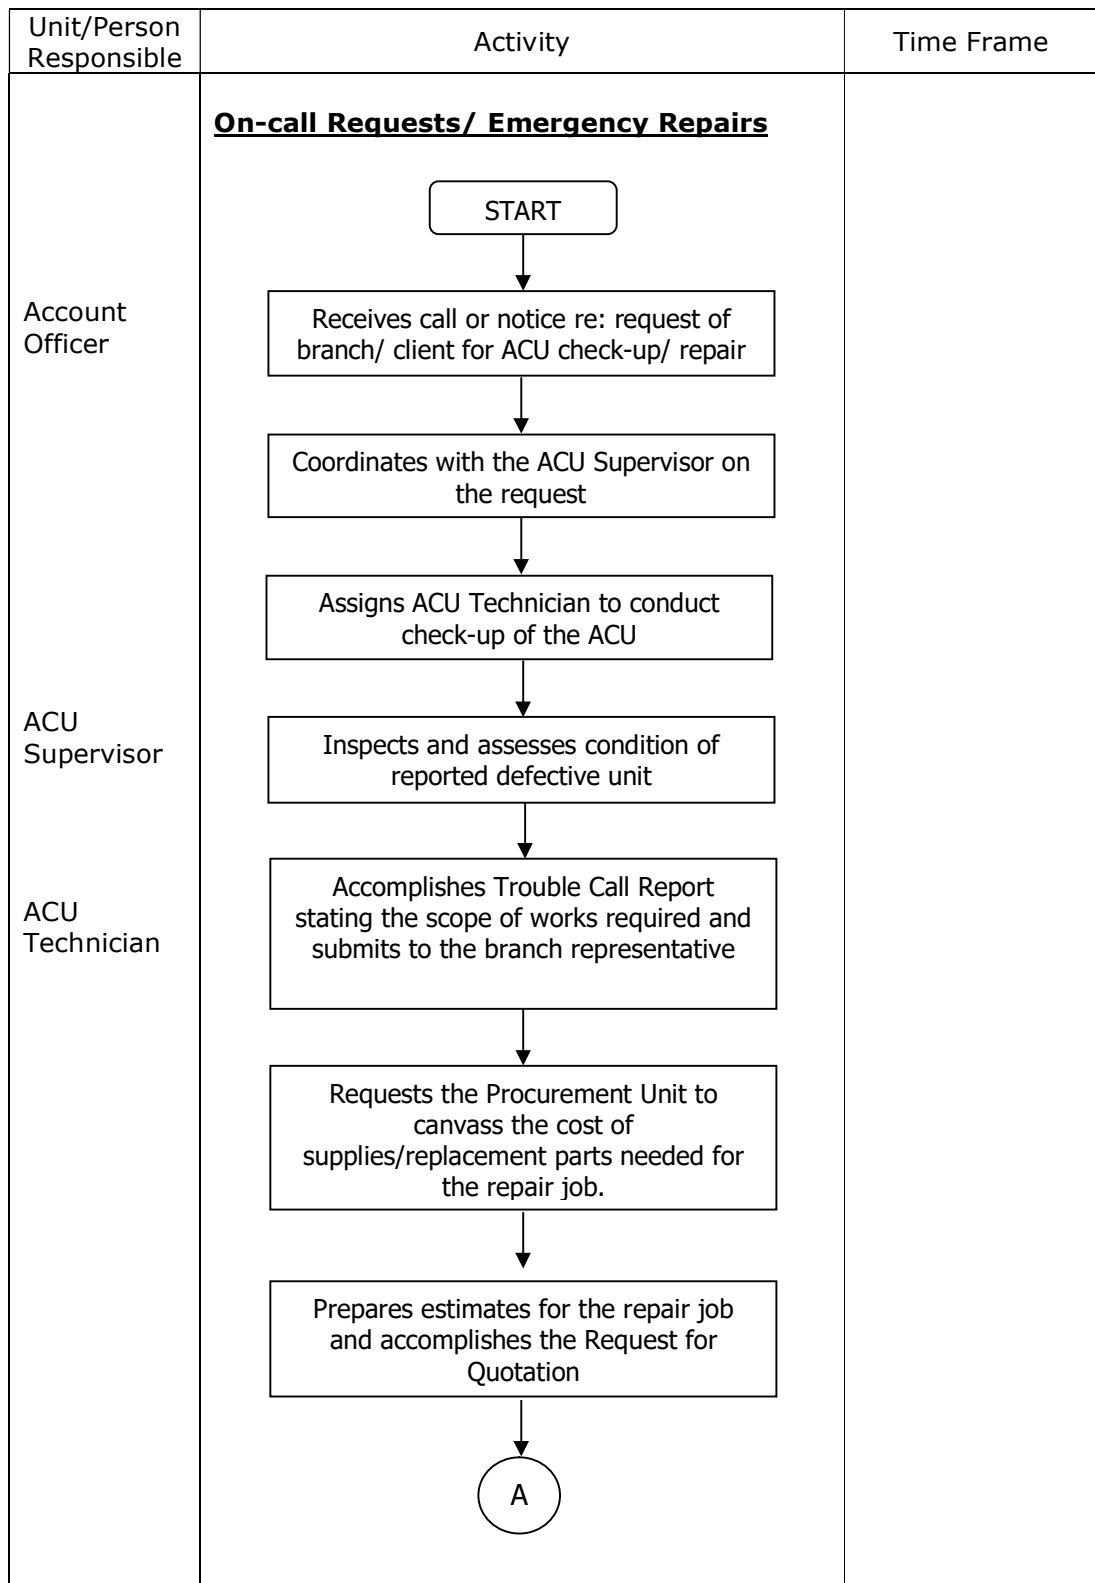 Unit/Person
Responsible
Activity
Time Frame
On-call Requests/ Emergency Repairs
START
Account
Officer
Receives call or notice re: request of
branch/ client for ACU check-up/ repair
Coordinates with the ACU Supervisor on
the request
Assigns ACU Technician to conduct
check-up of the ACU
ACU
Supervisor
Inspects and assesses condition of
reported defective unit
ACU
Technician
Accomplishes Trouble Call Report
stating the scope of works required and
submits to the branch representative
Requests the Procurement Unit to
canvass the cost of
supplies/replacement parts needed for
the repair job.
Prepares estimates for the repair job
and accomplishes the Request for
Quotation
A